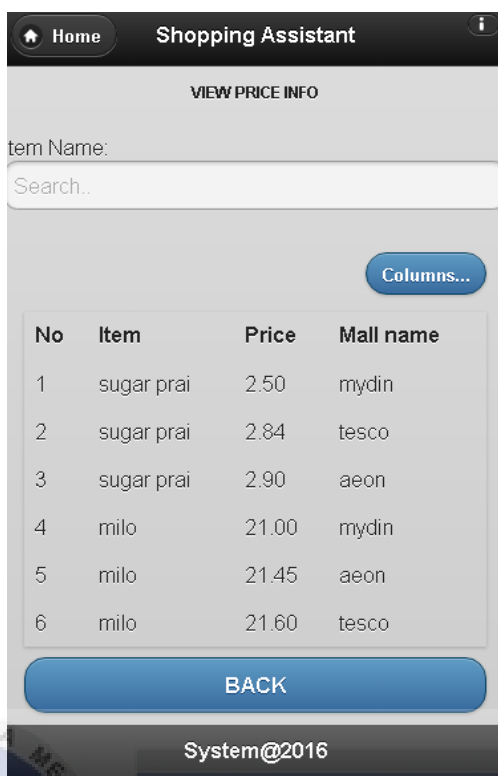 Home Shopping Assistant i
VIEW PRICE INFO
tem Name:
Search..
Columns...
No Item Price Mall name
1 sugar prai 2.50 mydin
2 sugar prai 2.84 tesco
3 sugar prai 2.90 aeon
4 milo 21.00 mydin
5 milo 21.45 aeon
6 milo 21.60 tesco
BACK
System@2016